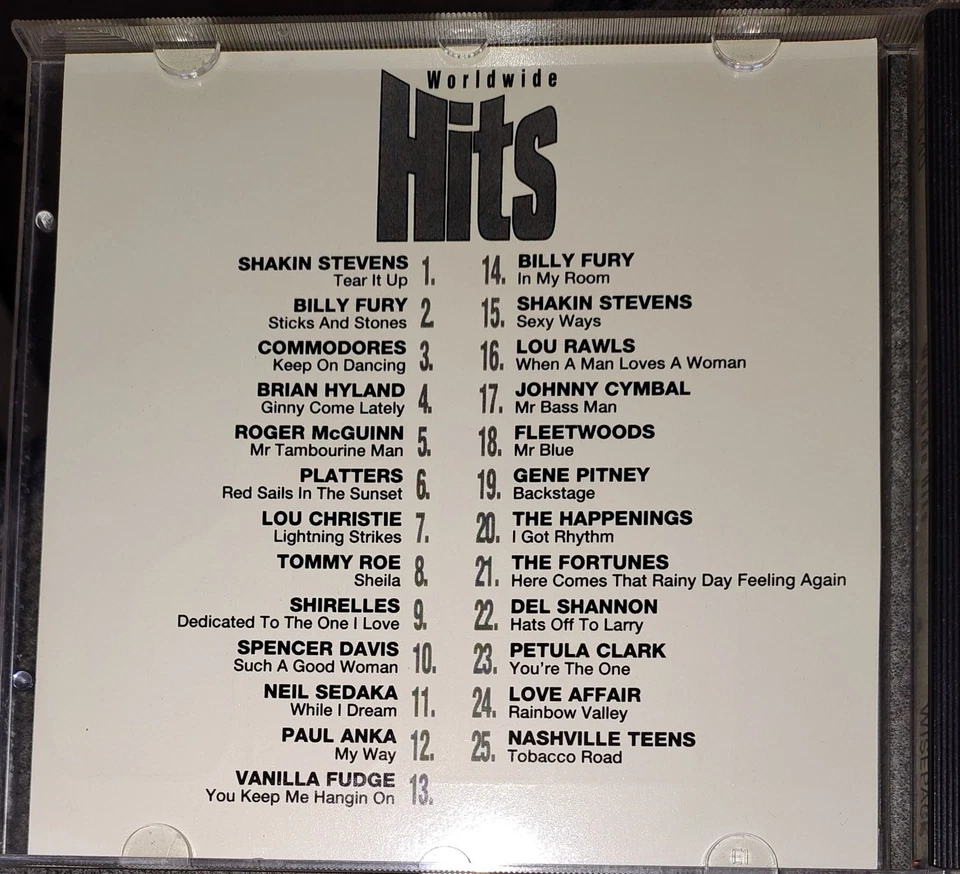 Worldwide
Hits
SHAKIN STEVENS 1.
Tear It Up
BILLY FURY 2.
Sticks And Stones
COMMODORES 3.
Keep On Dancing
BRIAN HYLAND 4.
Ginny Come Lately
ROGER McGUINN 5.
Mr Tambourine Man
PLATTERS 6.
Red Sails In The Sunset
LOU CHRISTIE 7.
Lightning Strikes
TOMMY ROE 8.
Sheila
SHIRELLES 9.
Dedicated To The One I Love
SPENCER DAVIS 10.
Such A Good Woman
NEIL SEDAKA 11.
While I Dream
PAUL ANKA 12.
My Way
VANILLA FUDGE 13.
You Keep Me Hangin On
14. BILLY FURY
In My Room
15. SHAKIN STEVENS
Sexy Ways
16. LOU RAWLS
When A Man Loves A Woman
17. JOHNNY CYMBAL
Mr Bass Man
18. FLEETWOODS
Mr Blue
19. GENE PITNEY
Backstage
20. THE HAPPENINGS
I Got Rhythm
21. THE FORTUNES
Here Comes That Rainy Day Feeling Again
22. DEL SHANNON
Hats Off To Larry
23. PETULA CLARK
You're The One
24. LOVE AFFAIR
Rainbow Valley
25. NASHVILLE TEENS
Tobacco Road